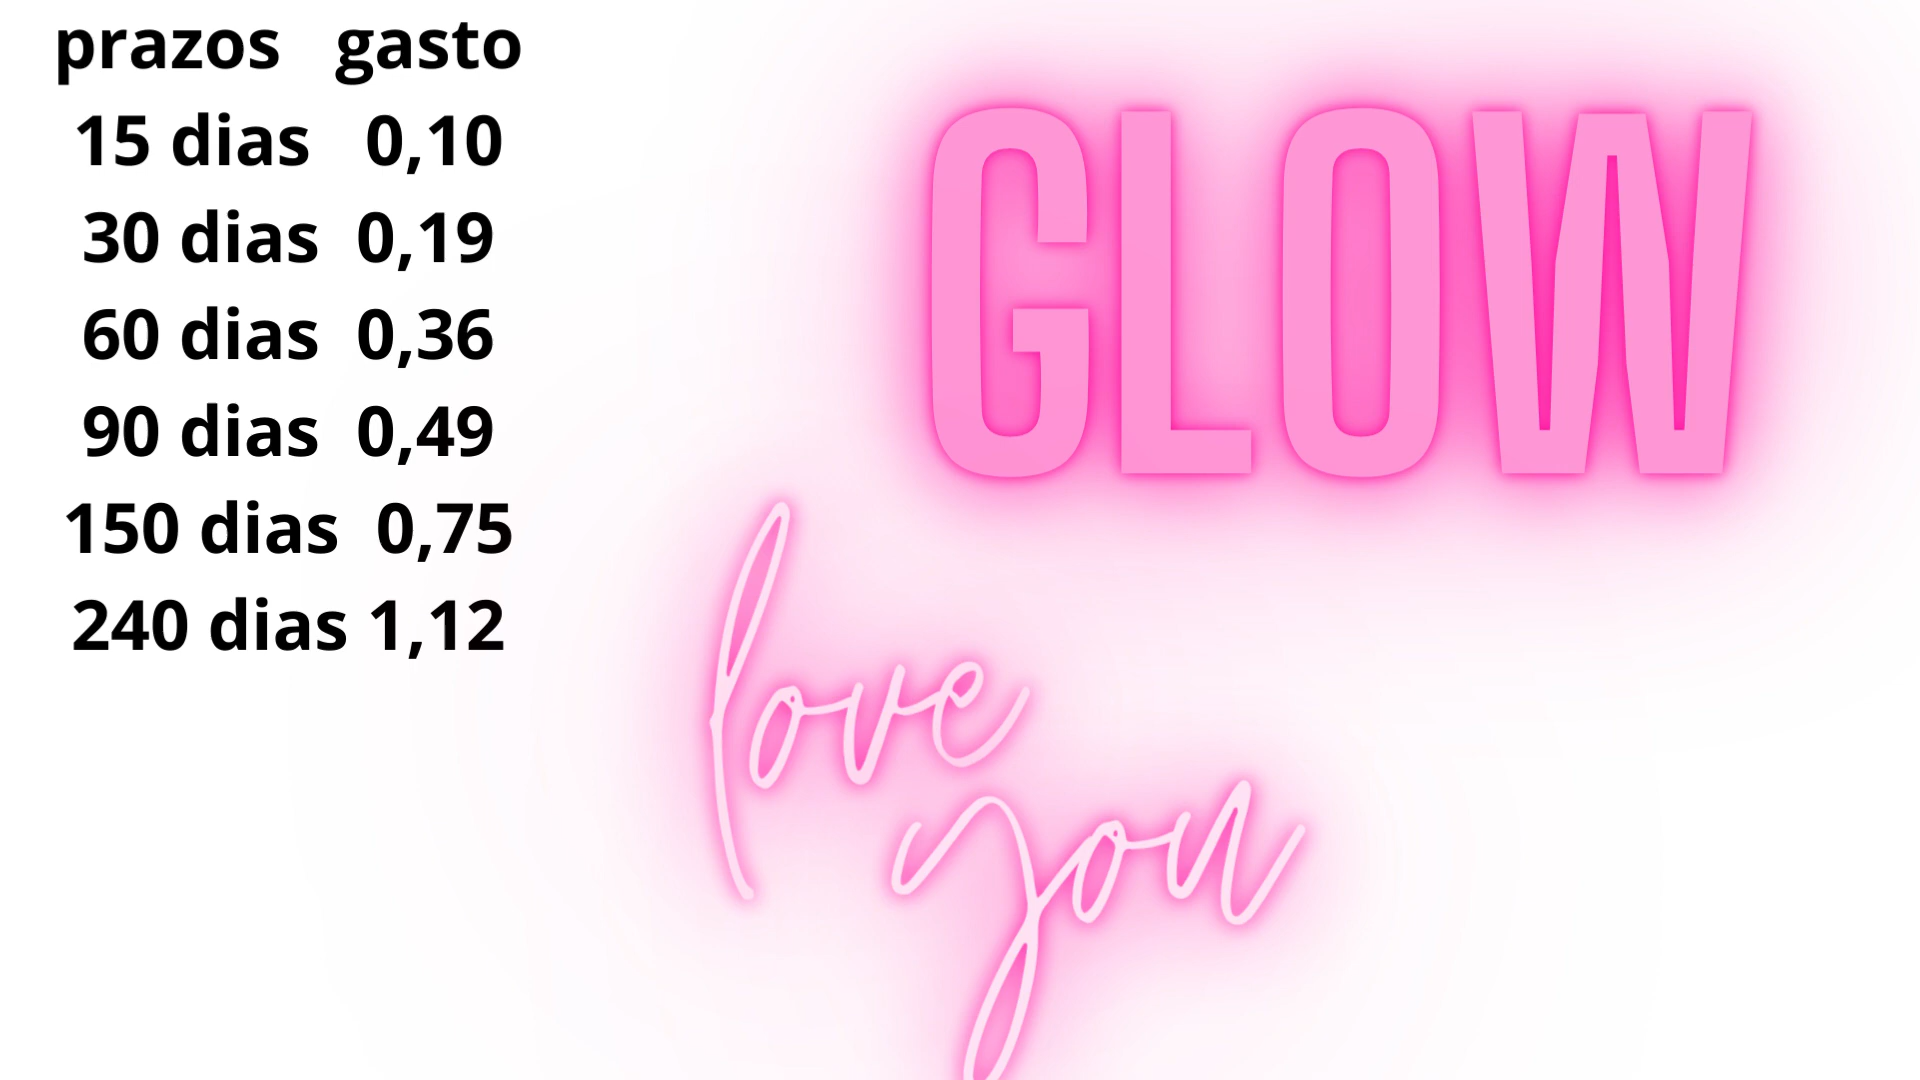 prazos gasto
15 dias 0,10
30 dias 0,19
60 dias 0,36
90 dias 0,49
150 dias 0,75
240 dias 1,12
GLOW
love
you